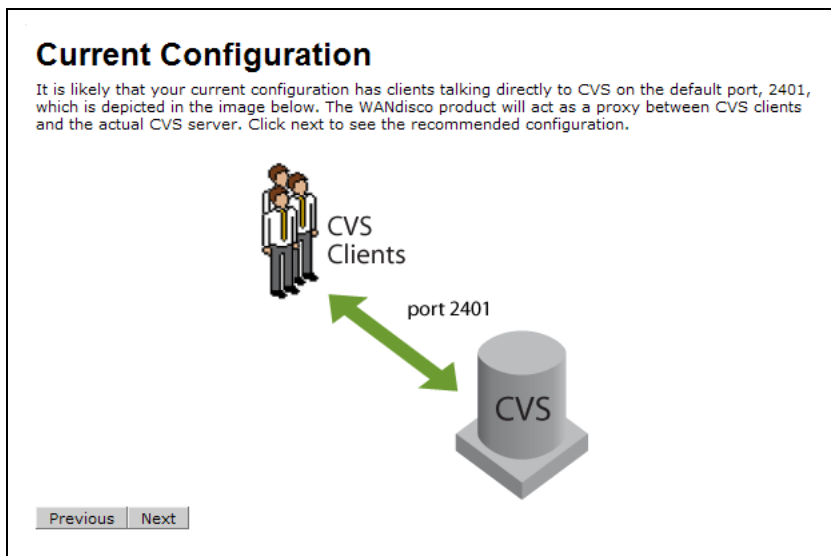 Current Configuration
It is likely that your current configuration has clients talking directly to CVS on the default port, 2401,
which is depicted in the image below. The WANdisco product will act as a proxy between CVS clients
and the actual CVS server. Click next to see the recommended configuration.
CVS
Clients
port 2401
CVS
Previous Next